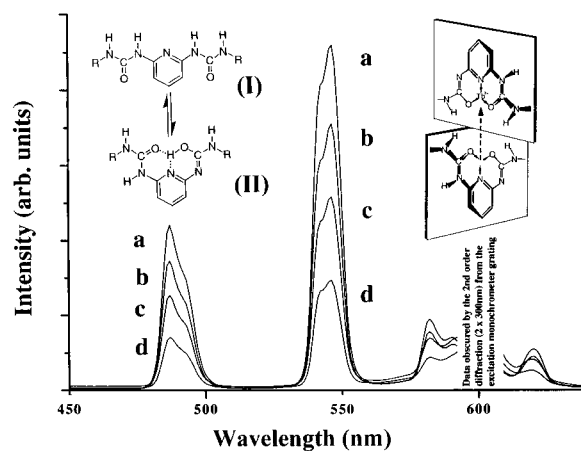 Intensity (arb. units)
Wavelength (nm)
450
500
550
600
a
b
c
d
a
b
c
d
(I)
(II)
Data obscured by the 2nd order
diffraction (2 x 300nm) from the
excitation monochrometer grating
H
H
H
H
N
N
N
N
N
R
R
O
O
H
H
O
H
O
R
N
N
R
H
N
N
N